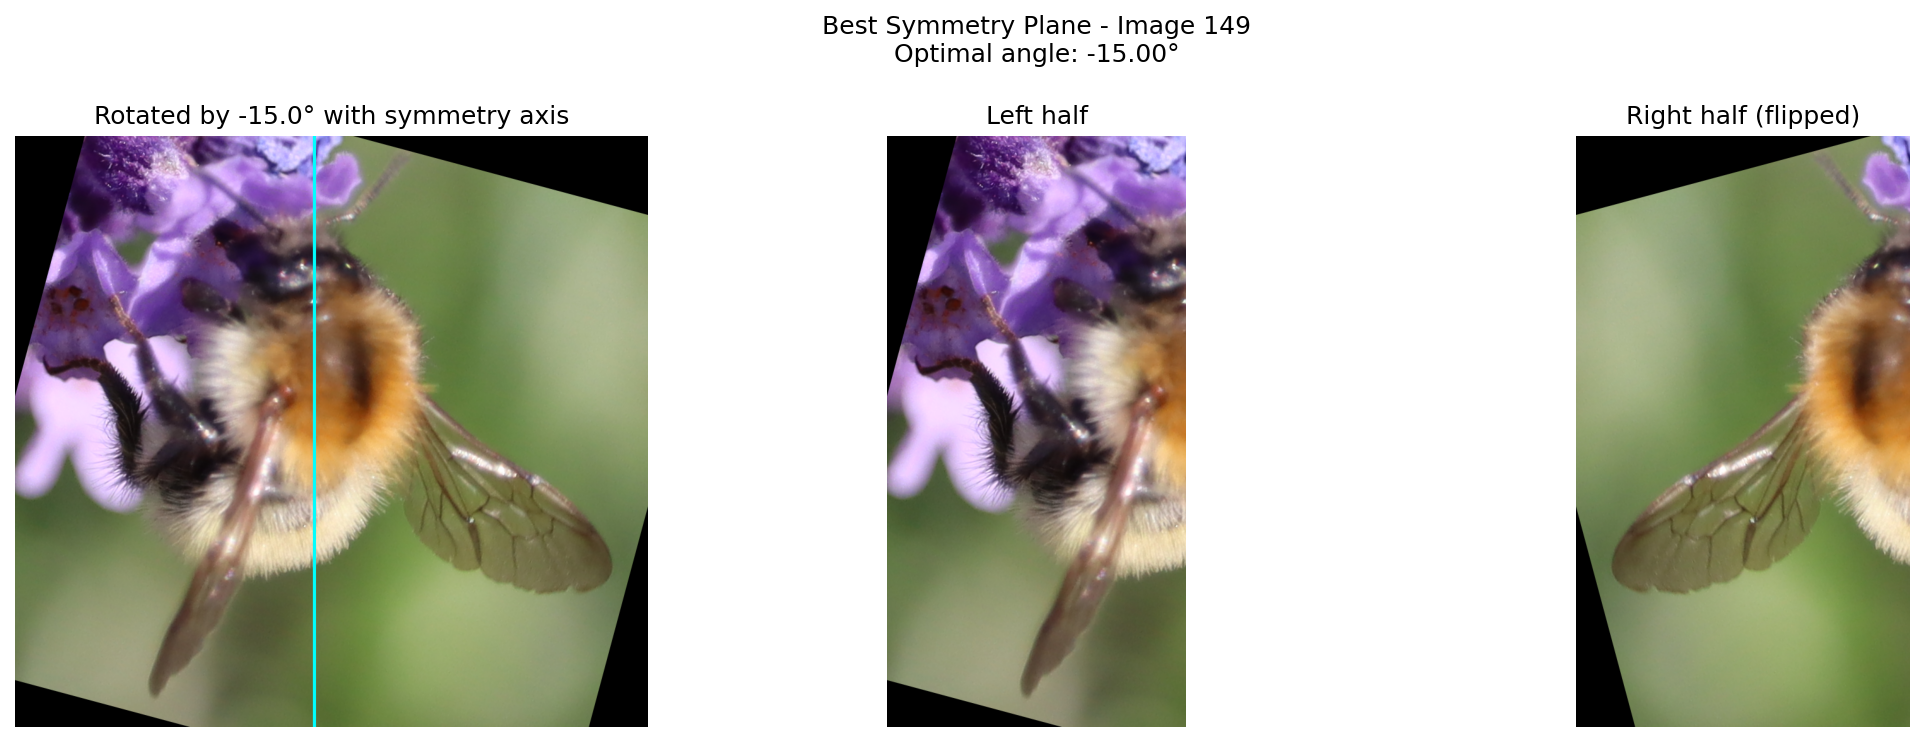 Best Symmetry Plane - Image 149
Optimal angle: -15.00°
Rotated by -15.0° with symmetry axis
Left half
Right half (flipped)